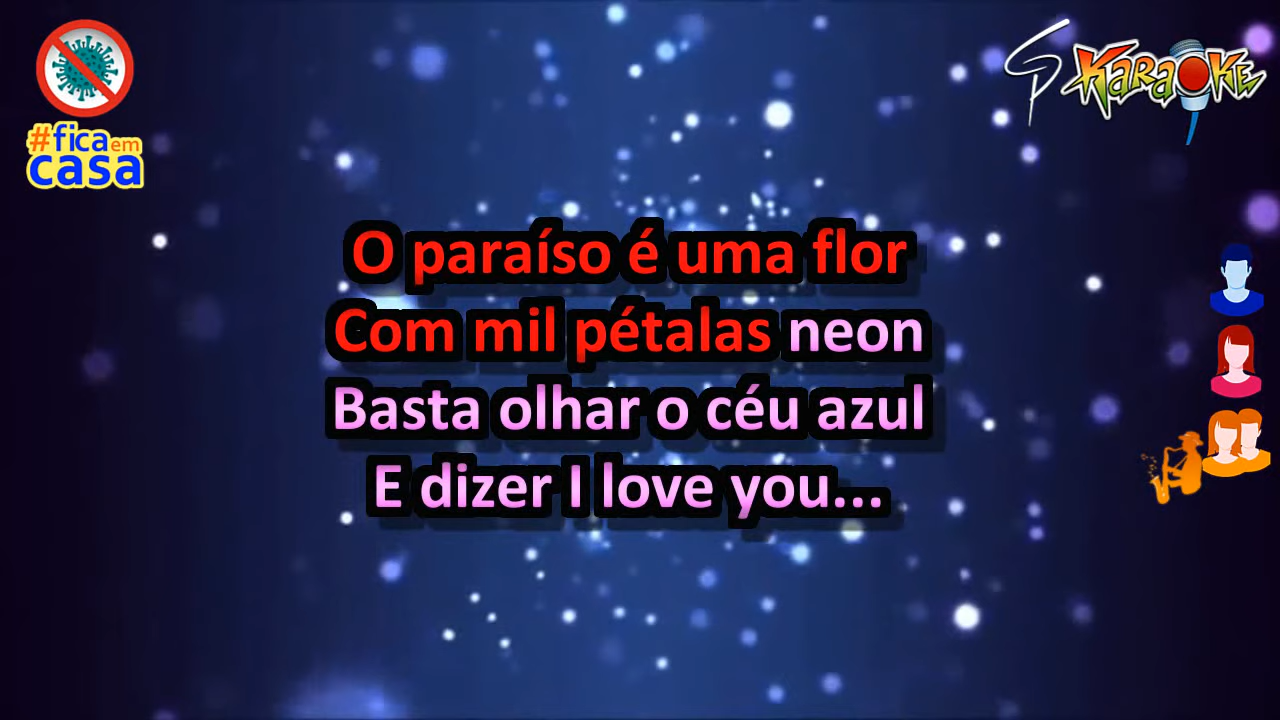 #fica em
casa
KaraOKe
O paraíso é uma flor
Com mil pétalas neon
Basta olhar o céu azul
E dizer I love you...